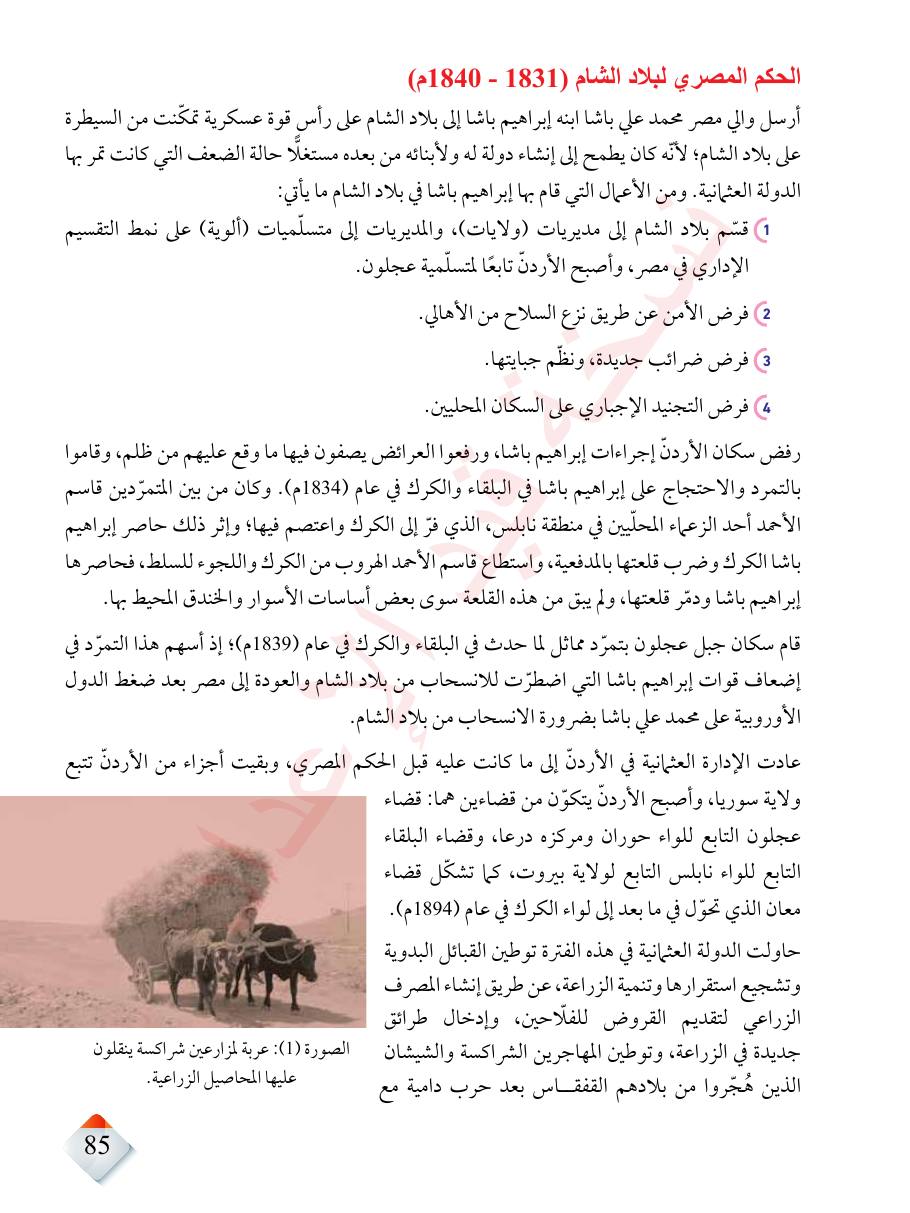 الحكم المصري لبلاد الشام (1831 - 1840م)
أرسل والي مصر محمد علي باشا ابنه إبراهيم باشا إلى بلاد الشام على رأس قوة عسكرية تمكّنت من السيطرة
على بلاد الشام؛ لأنّه كان يطمح إلى إنشاء دولة له ولأبنائه من بعده مستغلًّا حالة الضعف التي كانت تمر بها
الدولة العثمانية. ومن الأعمال التي قام بها إبراهيم باشا في بلاد الشام ما يأتي:
1 قسّم بلاد الشام إلى مديريات (ولايات)، والمديريات إلى متسلّميات (ألوية) على نمط التقسيم
الإداري في مصر، وأصبح الأردنّ تابعًا لمتسلّمية عجلون.
2 فرض الأمن عن طريق نزع السلاح من الأهالي.
3 فرض ضرائب جديدة، ونظّم جبايتها.
4 فرض التجنيد الإجباري على السكان المحليين.
رفض سكان الأردنّ إجراءات إبراهيم باشا، ورفعوا العرائض يصفون فيها ما وقع عليهم من ظلم، وقاموا
بالتمرد والاحتجاج على إبراهيم باشا في البلقاء والكرك في عام (1834م). وكان من بين المتمرّدين قاسم
الأحمد أحد الزعماء المحلّيين في منطقة نابلس، الذي فرّ إلى الكرك واعتصم فيها؛ وإثر ذلك حاصر إبراهيم
باشا الكرك وضرب قلعتها بالمدفعية، واستطاع قاسم الأحمد الهروب من الكرك واللجوء للسلط، فحاصرها
إبراهيم باشا ودمّر قلعتها، ولم يبق من هذه القلعة سوى بعض أساسات الأسوار والخندق المحيط بها.
قام سكان جبل عجلون بتمرّد مماثل لما حدث في البلقاء والكرك في عام (1839م)؛ إذ أسهم هذا التمرّد في
إضعاف قوات إبراهيم باشا التي اضطرّت للانسحاب من بلاد الشام والعودة إلى مصر بعد ضغط الدول
الأوروبية على محمد علي باشا بضرورة الانسحاب من بلاد الشام.
عادت الإدارة العثمانية في الأردنّ إلى ما كانت عليه قبل الحكم المصري، وبقيت أجزاء من الأردنّ تتبع
ولاية سوريا، وأصبح الأردنّ يتكوّن من قضاءين هما: قضاء
عجلون التابع للواء حوران ومركزه درعا، وقضاء البلقاء
التابع للواء نابلس التابع لولاية بيروت، كما تشكّل قضاء
معان الذي تحوّل في ما بعد إلى لواء الكرك في عام (1894م).
حاولت الدولة العثمانية في هذه الفترة توطين القبائل البدوية
وتشجيع استقرارها وتنمية الزراعة، عن طريق إنشاء المصرف
الزراعي لتقديم القروض للفلّاحين، وإدخال طرائق
جديدة في الزراعة، وتوطين المهاجرين الشراكسة والشيشان
الذين هُجّروا من بلادهم القفقـــاس بعد حرب دامية مع
الصورة (1): عربة لمزارعين شراكسة ينقلون
عليها المحاصيل الزراعية.
85
نسخة قيد الإعداد